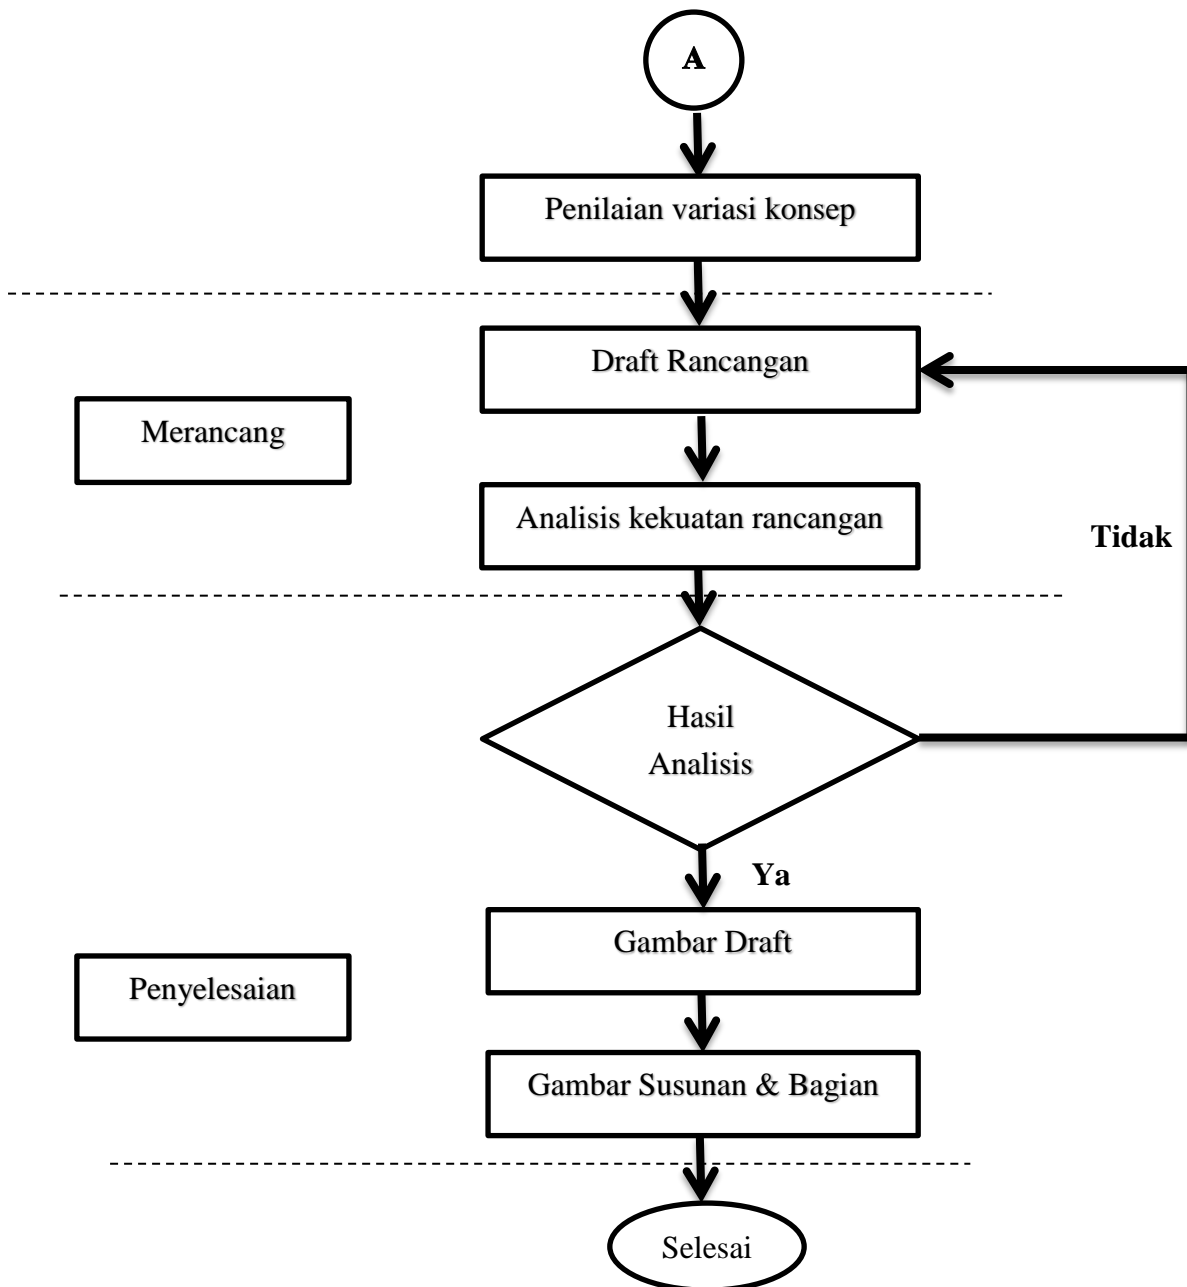 A
Penilaian variasi konsep
Draft Rancangan
Merancang
Analisis kekuatan rancangan
Tidak
Hasil
Analisis
Ya
Gambar Draft
Penyelesaian
Gambar Susunan & Bagian
Selesai